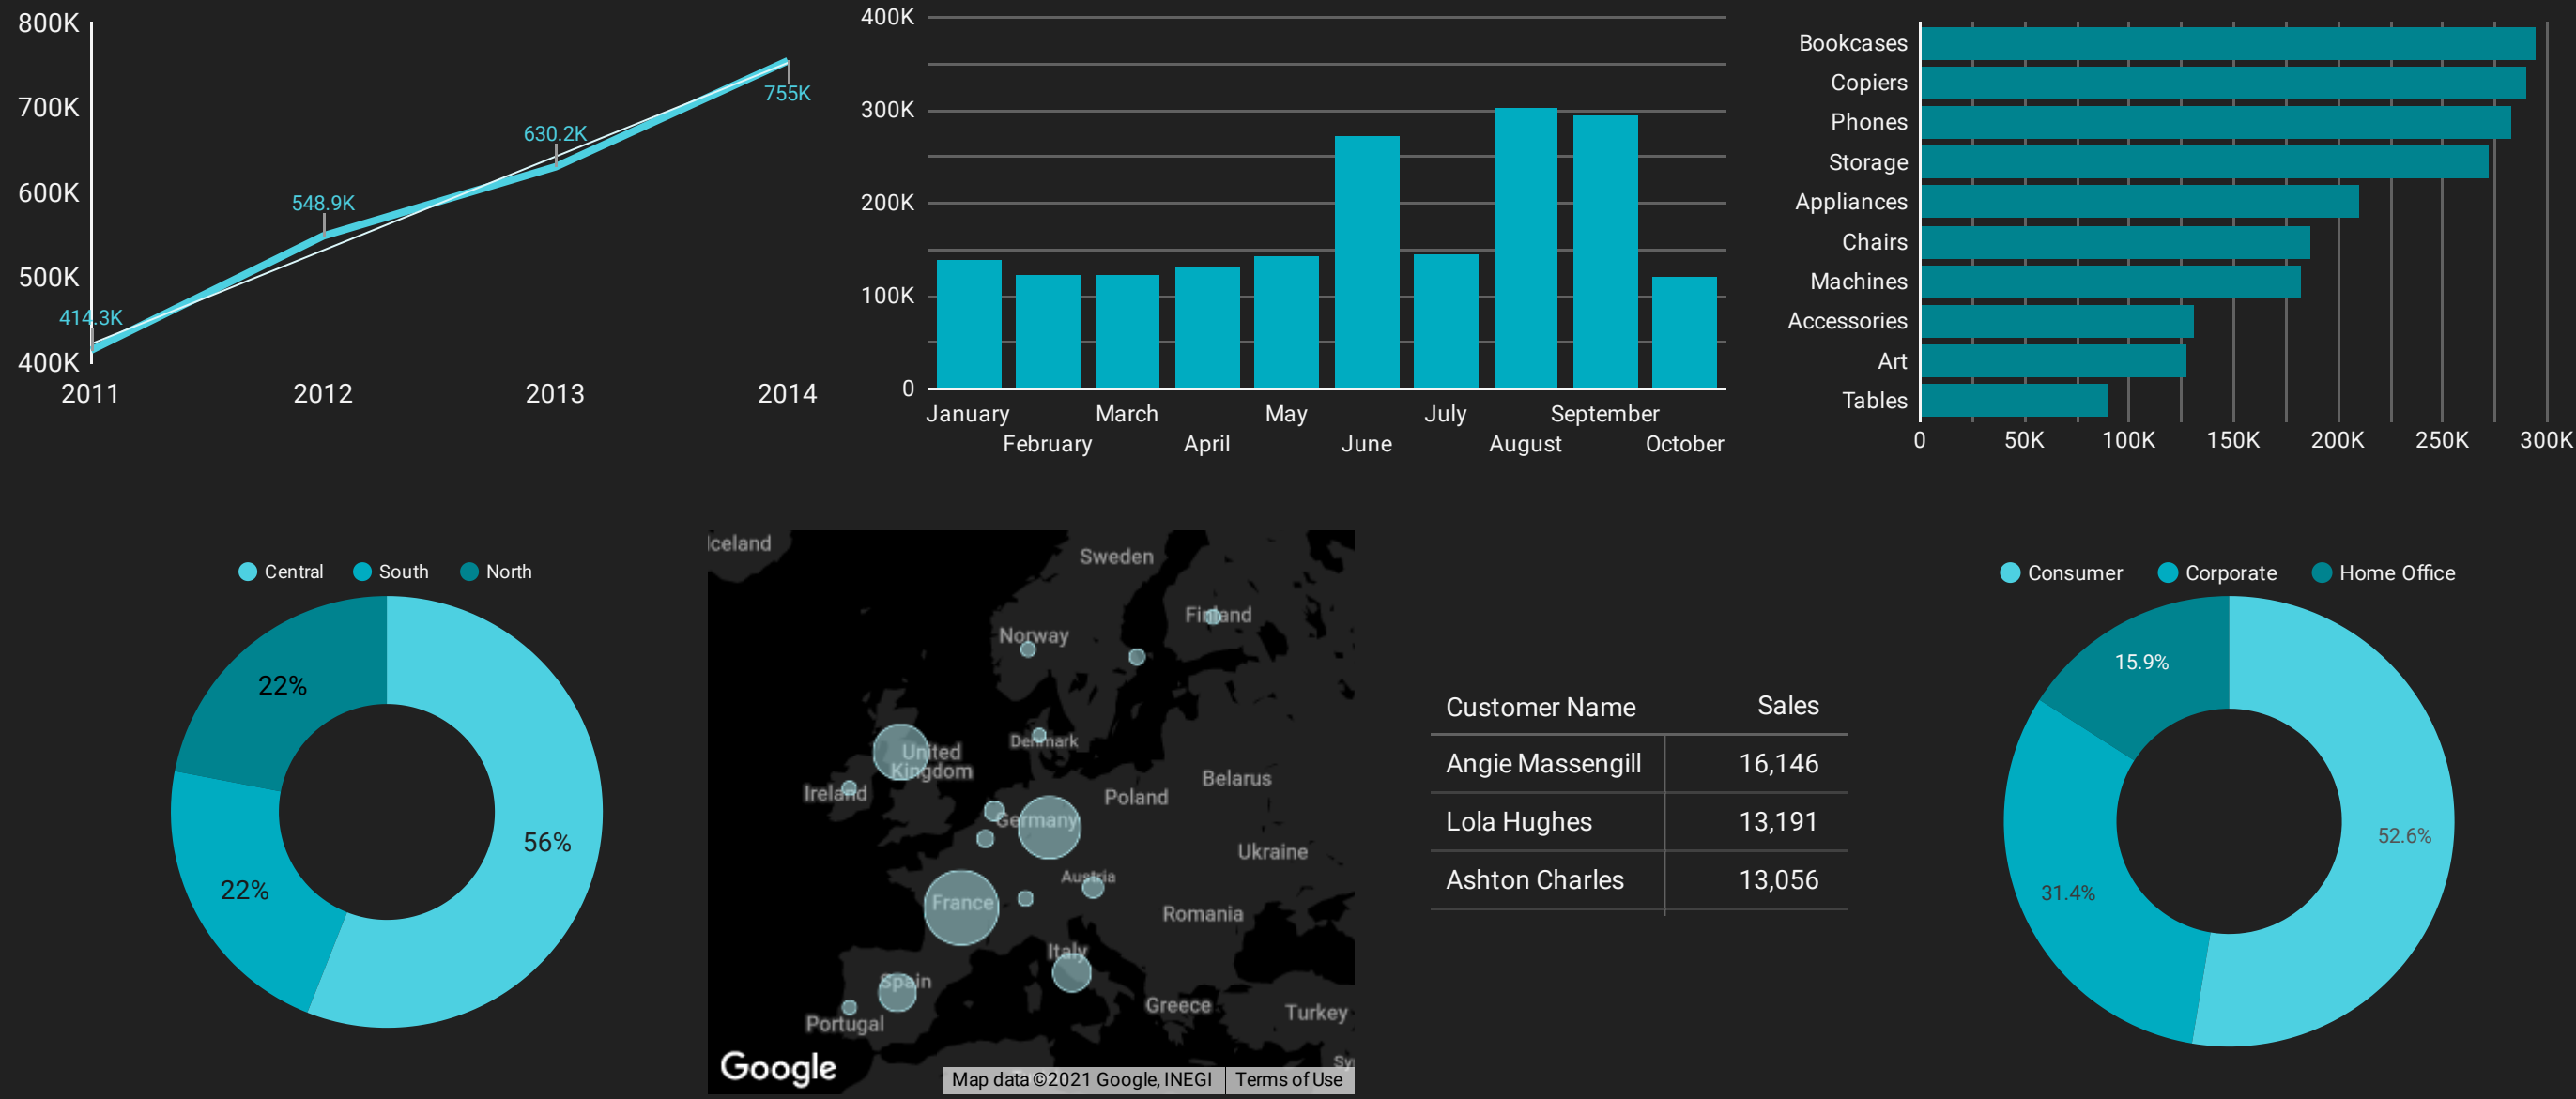 800K
700K
600K
500K
400K
414.3K
548.9K
630.2K
755K
2011 2012 2013 2014
400K
300K
200K
100K
0
January March May July September
February April June August October
Bookcases
Copiers
Phones
Storage
Appliances
Chairs
Machines
Accessories
Art
Tables
0 50K 100K 150K 200K 250K 300K
Central South North
22%
56%
22%
Iceland
Sweden
Finland
Norway
Denmark
United
Kingdom
Ireland
Belarus
Poland
Germany
Ukraine
Austria
France
Romania
Italy
Spain
Greece
Turkey
Portugal
Sy
Google
Map data ©2021 Google, INEGI Terms of Use
Customer Name Sales
Angie Massengill 16,146
Lola Hughes 13,191
Ashton Charles 13,056
Consumer Corporate Home Office
15.9%
52.6%
31.4%